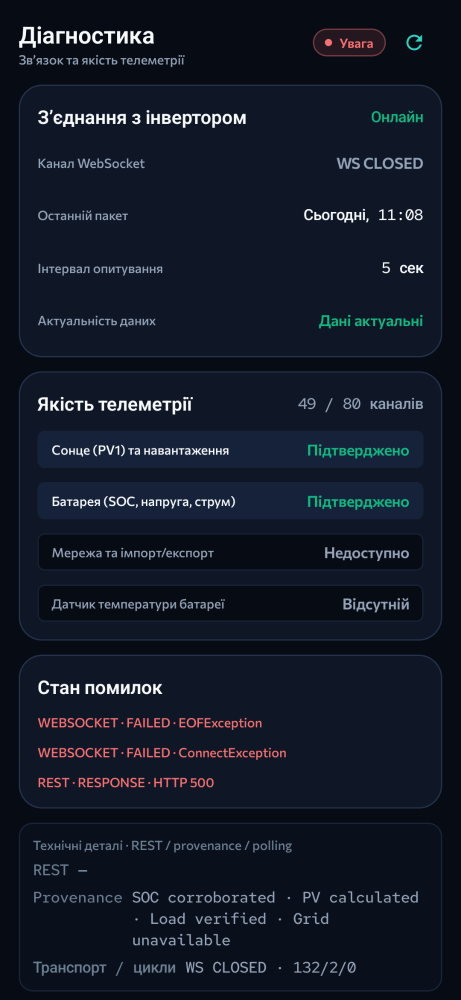 Діагностика
Зв’язок та якість телеметрії
Увага
З’єднання з інвертором Онлайн
Канал WebSocket WS CLOSED
Останній пакет Сьогодні, 11:08
Інтервал опитування 5 сек
Актуальність даних Дані актуальні
Якість телеметрії 49 / 80 каналів
Сонце (PV1) та навантаження Підтверджено
Батарея (SOC, напруга, струм) Підтверджено
Мережа та імпорт/експорт Недоступно
Датчик температури батареї Відсутній
Стан помилок
WEBSOCKET · FAILED · EOFException
WEBSOCKET · FAILED · ConnectException
REST · RESPONSE · HTTP 500
Технічні деталі · REST / provenance / polling
REST —
Provenance SOC corroborated · PV calculated
· Load verified · Grid
unavailable
Транспорт / цикли WS CLOSED · 132/2/0